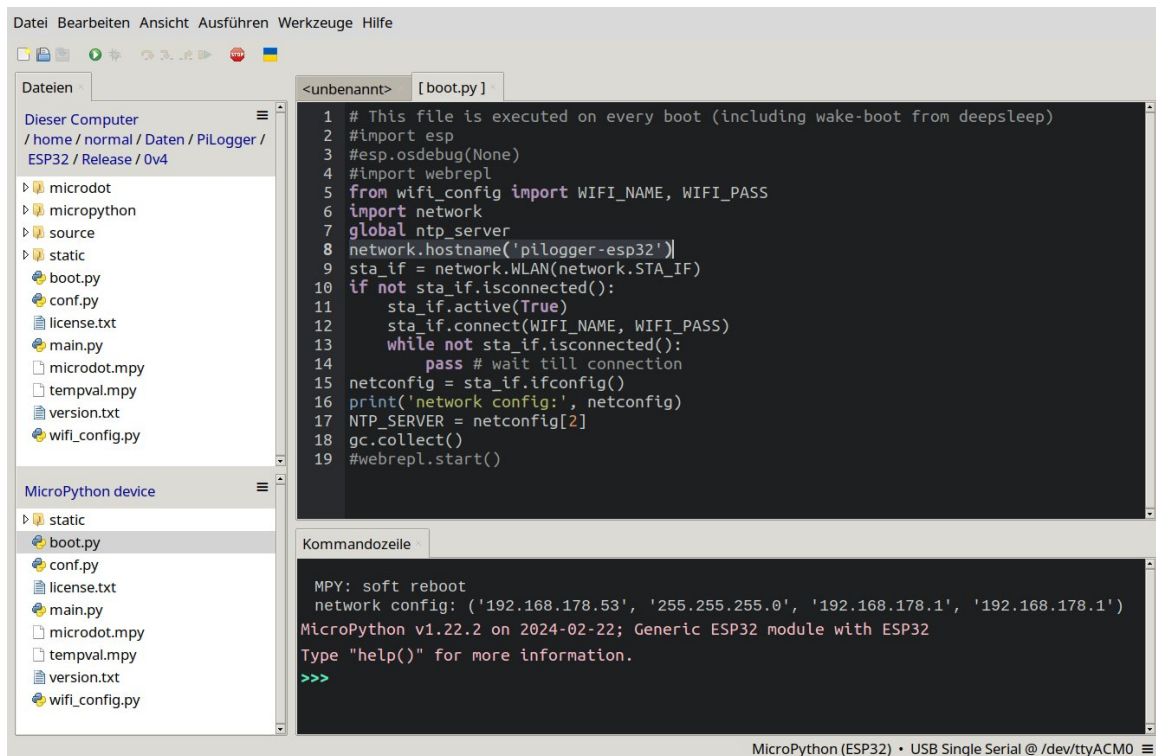 Datei Bearbeiten Ansicht Ausführen Werkzeuge Hilfe
STOP
Dateien
Dieser Computer
/ home / normal / Daten / PiLogger /
ESP32 / Release / 0v4
microdot
micropython
source
static
boot.py
conf.py
license.txt
main.py
microdot.mpy
tempval.mpy
version.txt
wifi_config.py
MicroPython device
static
boot.py
conf.py
license.txt
main.py
microdot.mpy
tempval.mpy
version.txt
wifi_config.py
<unbenannt> [ boot.py ]
1 # This file is executed on every boot (including wake-boot from deepsleep)
2 #import esp
3 #esp.osdebug(None)
4 #import webrepl
5 from wifi_config import WIFI_NAME, WIFI_PASS
6 import network
7 global ntp_server
8 network.hostname('pilogger-esp32')
9 sta_if = network.WLAN(network.STA_IF)
10 if not sta_if.isconnected():
11     sta_if.active(True)
12     sta_if.connect(WIFI_NAME, WIFI_PASS)
13     while not sta_if.isconnected():
14         pass # wait till connection
15 netconfig = sta_if.ifconfig()
16 print('network config:', netconfig)
17 NTP_SERVER = netconfig[2]
18 gc.collect()
19 #webrepl.start()
Kommandozeile
MPY: soft reboot
network config: ('192.168.178.53', '255.255.255.0', '192.168.178.1', '192.168.178.1')
MicroPython v1.22.2 on 2024-02-22; Generic ESP32 module with ESP32
Type "help()" for more information.
>>>
MicroPython (ESP32) • USB Single Serial @ /dev/ttyACM0 ≡